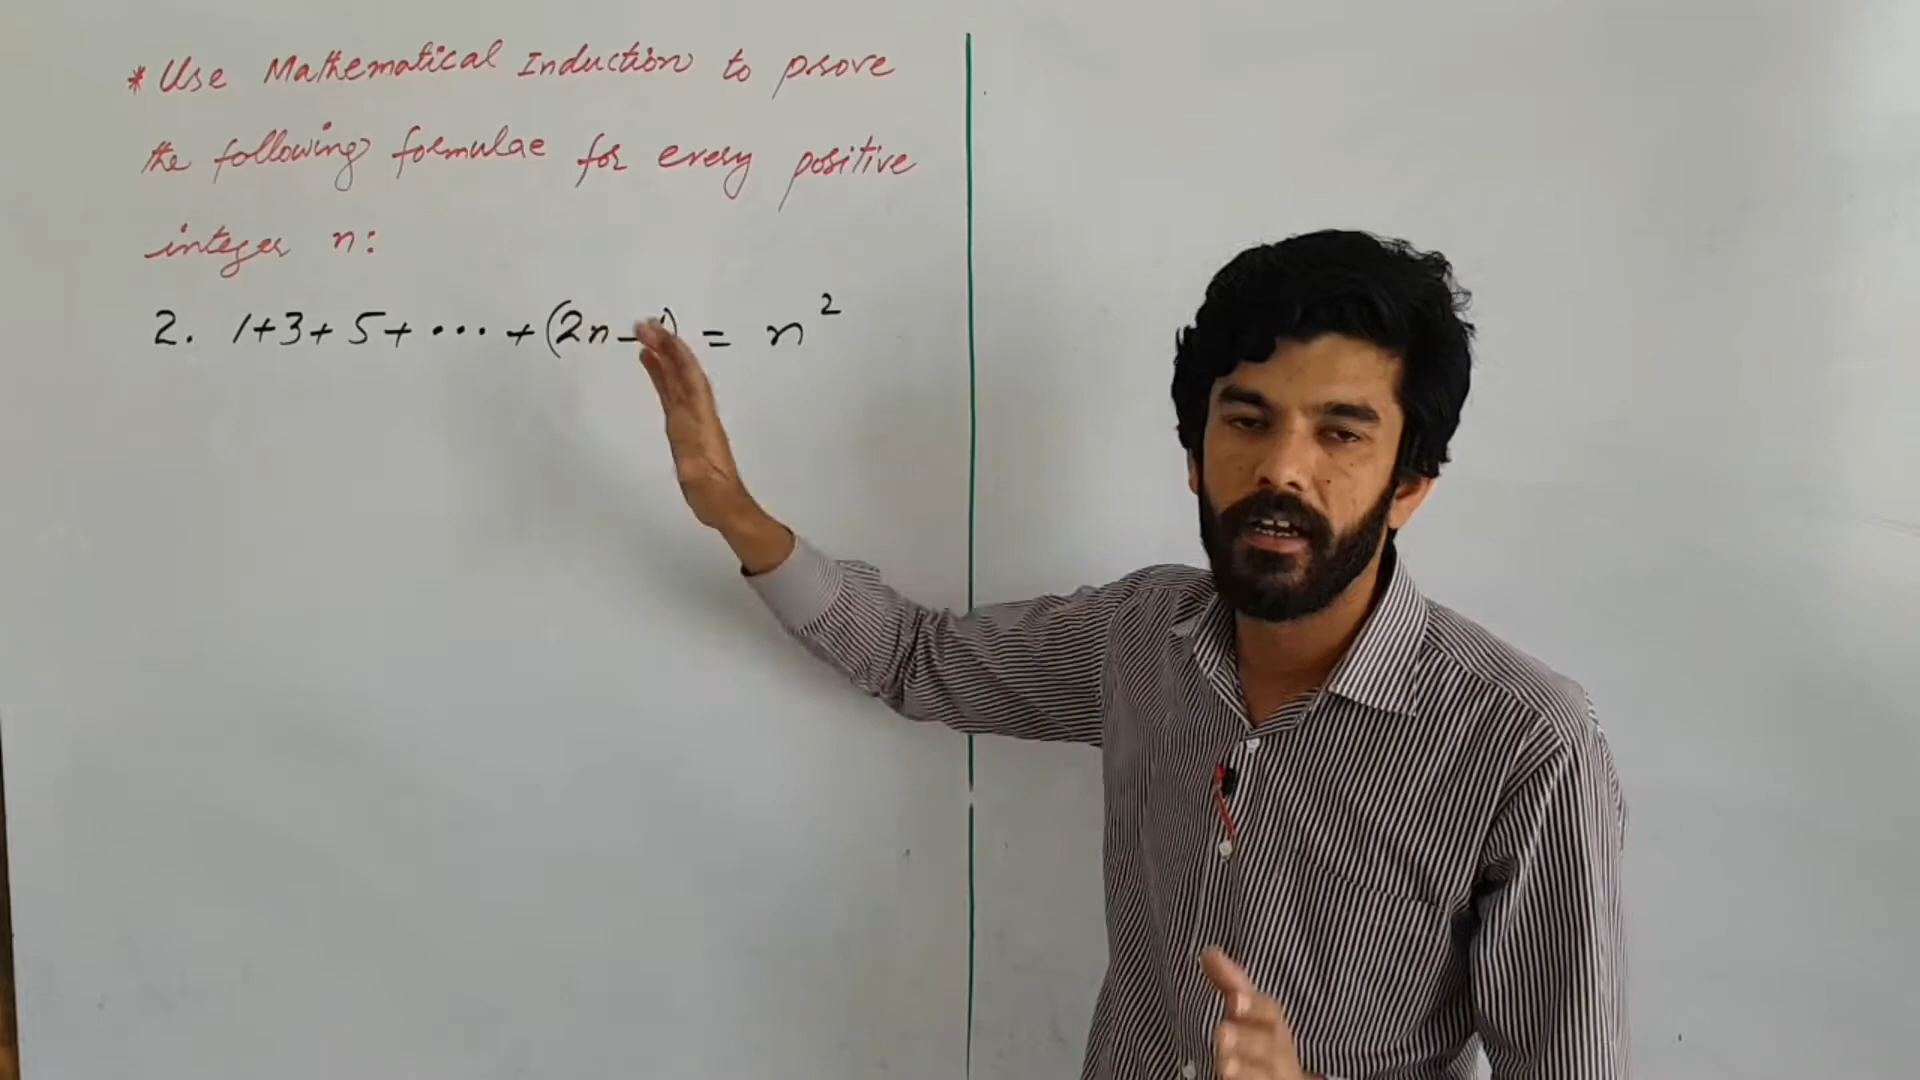 * Use Mathematical Induction to prove
the following formulae for every positive
integer n:
2. 1+3+5+ ... +(2n-1) = n²